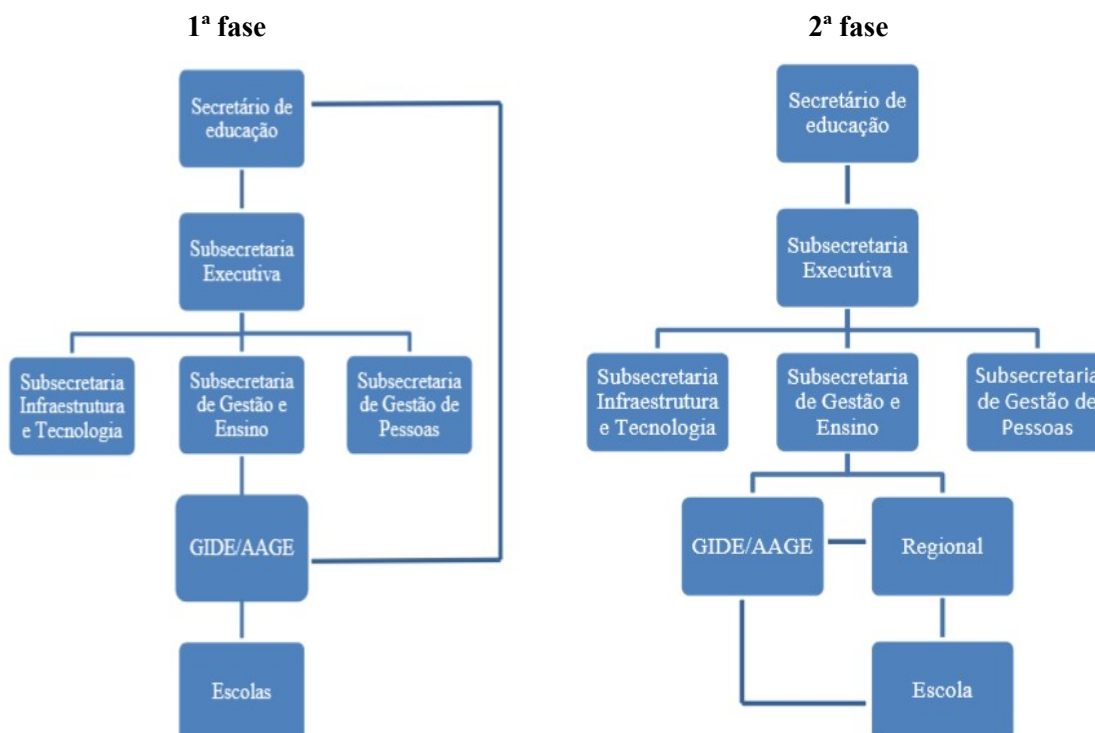 1ª fase
Secretário de
educação
Subsecretaria
Executiva
Subsecretaria
Infraestrutura
e Tecnologia
Subsecretaria
de Gestão e
Ensino
Subsecretaria
de Gestão de
Pessoas
GIDE/AAGE
Escolas
2ª fase
Secretário de
educação
Subsecretaria
Executiva
Subsecretaria
Infraestrutura
e Tecnologia
Subsecretaria
de Gestão e
Ensino
Subsecretaria
de Gestão de
Pessoas
GIDE/AAGE
Regional
Escola